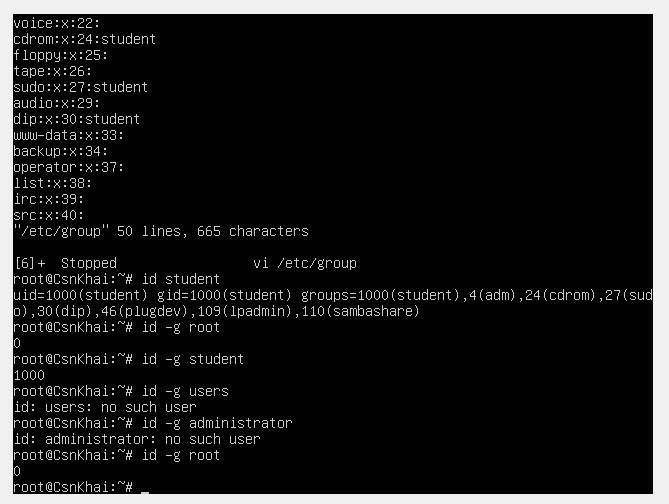 voice:x:22:
cdrom:x:24:student
floppy:x:25:
tape:x:26:
sudo:x:27:student
audio:x:29:
dip:x:30:student
www-data:x:33:
backup:x:34:
operator:x:37:
list:x:38:
irc:x:39:
src:x:40:
"/etc/group" 50 lines, 665 characters
[6]+  Stopped                 vi /etc/group
root@CsnKhai:~# id student
uid=1000(student) gid=1000(student) groups=1000(student),4(adm),24(cdrom),27(sud
o),30(dip),46(plugdev),109(lpadmin),110(sambashare)
root@CsnKhai:~# id -g root
0
root@CsnKhai:~# id -g student
1000
root@CsnKhai:~# id -g users
id: users: no such user
root@CsnKhai:~# id -g administrator
id: administrator: no such user
root@CsnKhai:~# id -g root
0
root@CsnKhai:~# _